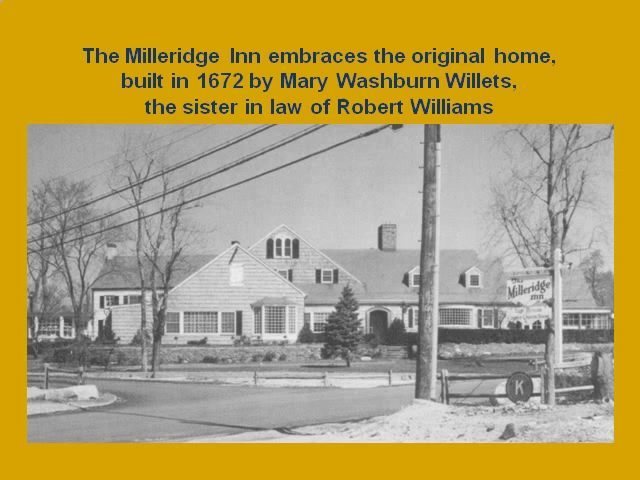 The Milleridge Inn embraces the original home,
built in 1672 by Mary Washburn Willets,
the sister in law of Robert Williams
The
Milleridge
Inn
K